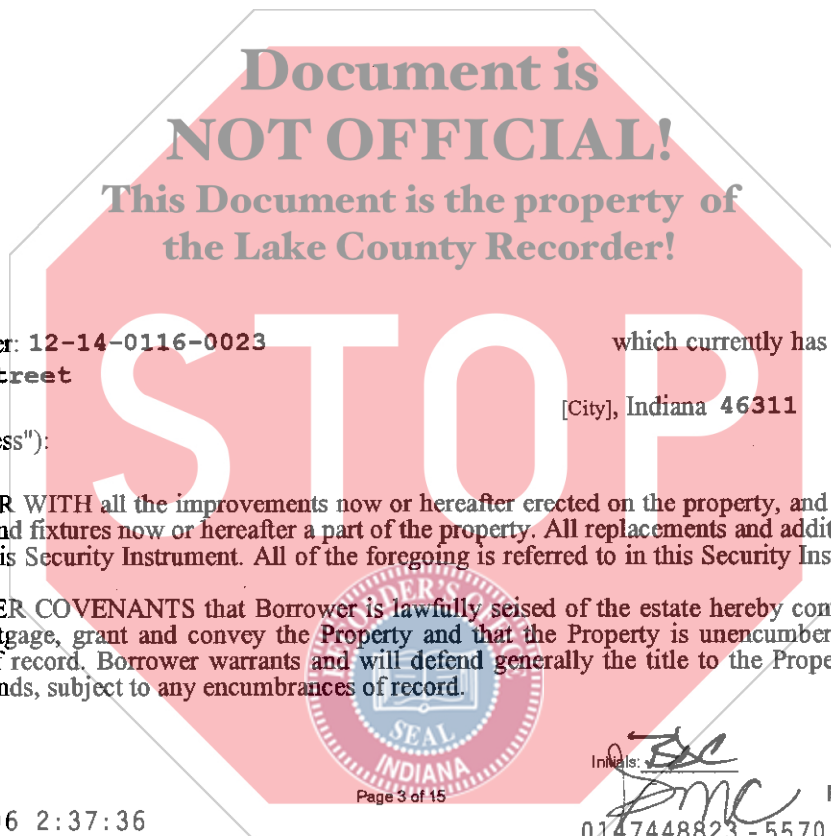 Document is
NOT OFFICIAL!
This Document is the property of
the Lake County Recorder!
STOP
er: 12-14-0116-0023 which currently has
treet
[City], Indiana 46311
ess"):
R WITH all the improvements now or hereafter erected on the property, and
nd fixtures now or hereafter a part of the property. All replacements and addit
is Security Instrument. All of the foregoing is referred to in this Security Ins
ER COVENANTS that Borrower is lawfully seised of the estate hereby con
tgage, grant and convey the Property and that the Property is unencumber
f record. Borrower warrants and will defend generally the title to the Prope
nds, subject to any encumbrances of record.
RECORDER'S OFFICE
SEAL
INDIANA
Initials: BAC
PMC
Page 3 of 15
06 2:37:36
0147448823 - 5570